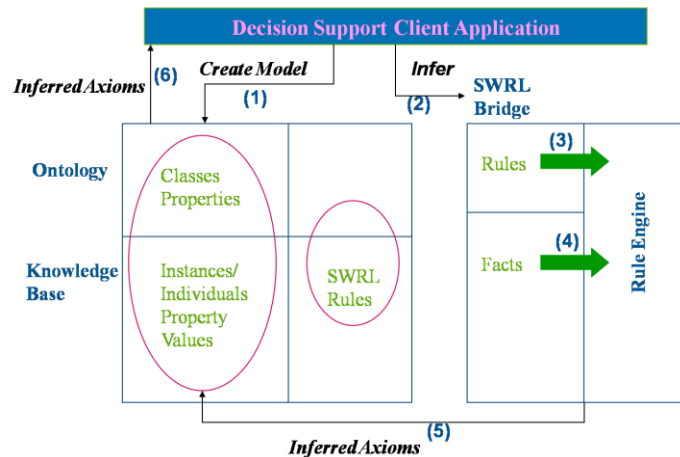 Decision Support Client Application
(6)
Inferred Axioms
Create Model
(1)
Infer
(2)
SWRL
Bridge
Ontology
Classes
Properties
Knowledge
Base
Instances/
Individuals
Property
Values
SWRL
Rules
Rules
(3)
Facts
(4)
Rule Engine
(5)
Inferred Axioms